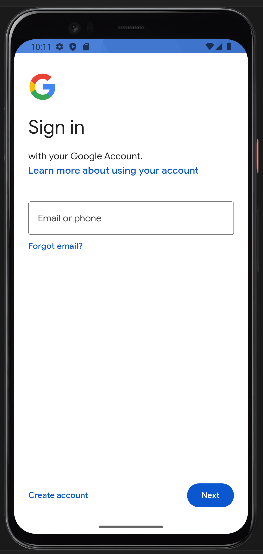 10:11
Sign in
with your Google Account.
Learn more about using your account
Email or phone
Forgot email?
Create account
Next